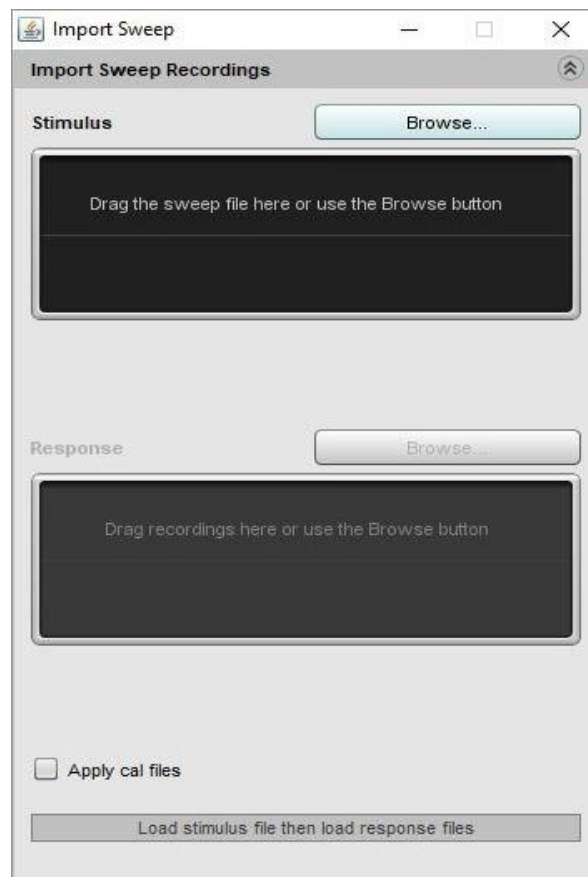 Import Sweep
Import Sweep Recordings
Stimulus
Browse...
Drag the sweep file here or use the Browse button
Response
Browse...
Drag recordings here or use the Browse button
Apply cal files
Load stimulus file then load response files